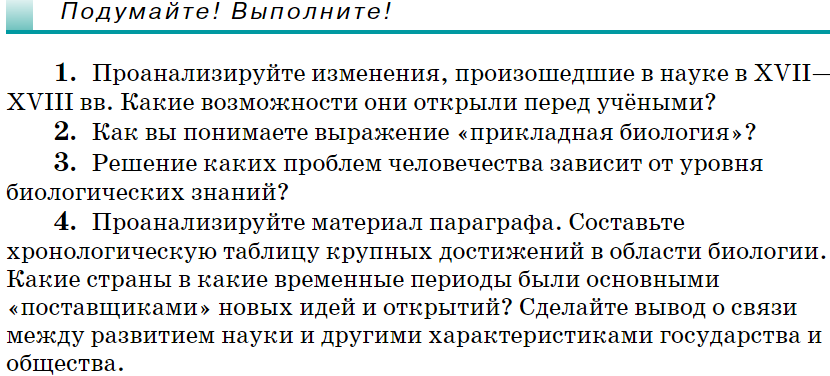 Подумайте! Выполните!
1. Проанализируйте изменения, произошедшие в науке в XVII—
XVIII вв. Какие возможности они открыли перед учёными?
2. Как вы понимаете выражение «прикладная биология»?
3. Решение каких проблем человечества зависит от уровня
биологических знаний?
4. Проанализируйте материал параграфа. Составьте
хронологическую таблицу крупных достижений в области биологии.
Какие страны в какие временные периоды были основными
«поставщиками» новых идей и открытий? Сделайте вывод о связи
между развитием науки и другими характеристиками государства и
общества.